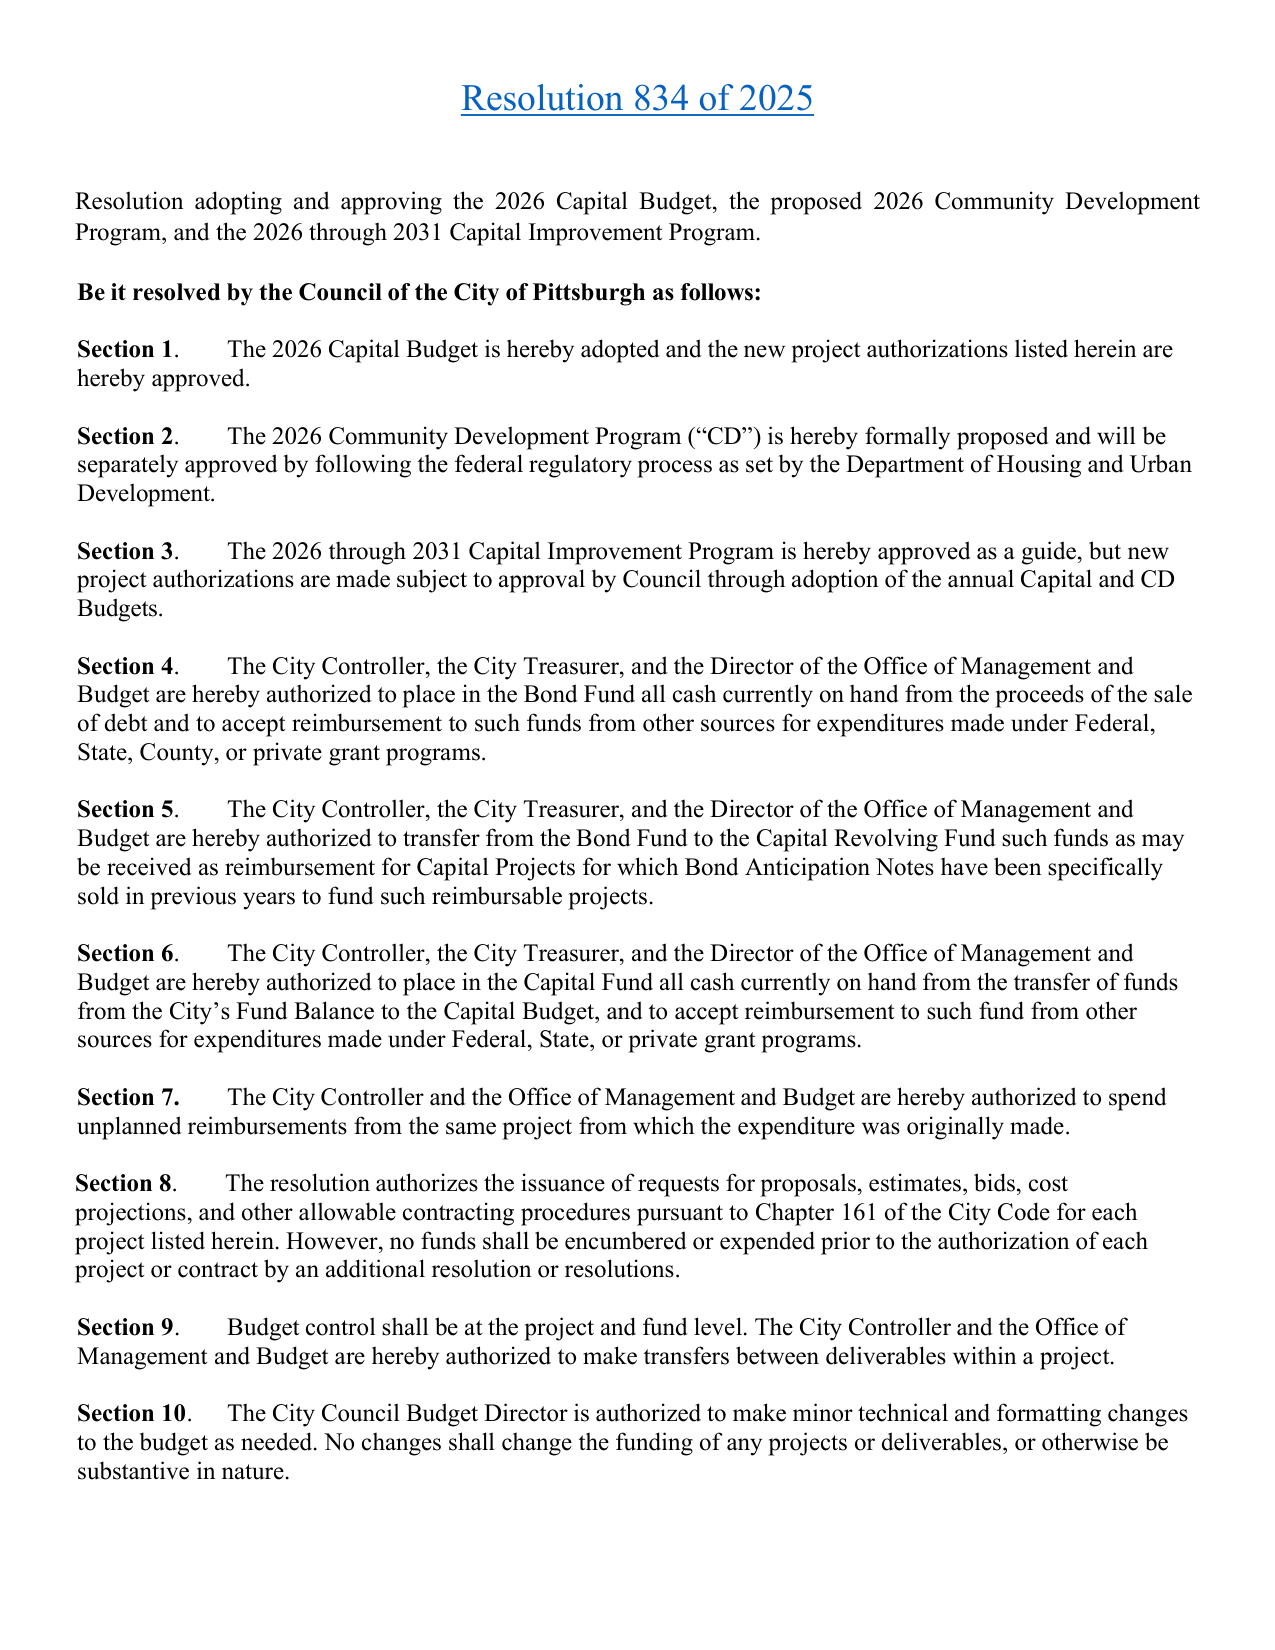 Resolution 834 of 2025
Resolution adopting and approving the 2026 Capital Budget, the proposed 2026 Community Development
Program, and the 2026 through 2031 Capital Improvement Program.
Be it resolved by the Council of the City of Pittsburgh as follows:
Section 1. The 2026 Capital Budget is hereby adopted and the new project authorizations listed herein are
hereby approved.
Section 2. The 2026 Community Development Program (“CD”) is hereby formally proposed and will be
separately approved by following the federal regulatory process as set by the Department of Housing and Urban
Development.
Section 3. The 2026 through 2031 Capital Improvement Program is hereby approved as a guide, but new
project authorizations are made subject to approval by Council through adoption of the annual Capital and CD
Budgets.
Section 4. The City Controller, the City Treasurer, and the Director of the Office of Management and
Budget are hereby authorized to place in the Bond Fund all cash currently on hand from the proceeds of the sale
of debt and to accept reimbursement to such funds from other sources for expenditures made under Federal,
State, County, or private grant programs.
Section 5. The City Controller, the City Treasurer, and the Director of the Office of Management and
Budget are hereby authorized to transfer from the Bond Fund to the Capital Revolving Fund such funds as may
be received as reimbursement for Capital Projects for which Bond Anticipation Notes have been specifically
sold in previous years to fund such reimbursable projects.
Section 6. The City Controller, the City Treasurer, and the Director of the Office of Management and
Budget are hereby authorized to place in the Capital Fund all cash currently on hand from the transfer of funds
from the City’s Fund Balance to the Capital Budget, and to accept reimbursement to such fund from other
sources for expenditures made under Federal, State, or private grant programs.
Section 7. The City Controller and the Office of Management and Budget are hereby authorized to spend
unplanned reimbursements from the same project from which the expenditure was originally made.
Section 8. The resolution authorizes the issuance of requests for proposals, estimates, bids, cost
projections, and other allowable contracting procedures pursuant to Chapter 161 of the City Code for each
project listed herein. However, no funds shall be encumbered or expended prior to the authorization of each
project or contract by an additional resolution or resolutions.
Section 9. Budget control shall be at the project and fund level. The City Controller and the Office of
Management and Budget are hereby authorized to make transfers between deliverables within a project.
Section 10. The City Council Budget Director is authorized to make minor technical and formatting changes
to the budget as needed. No changes shall change the funding of any projects or deliverables, or otherwise be
substantive in nature.